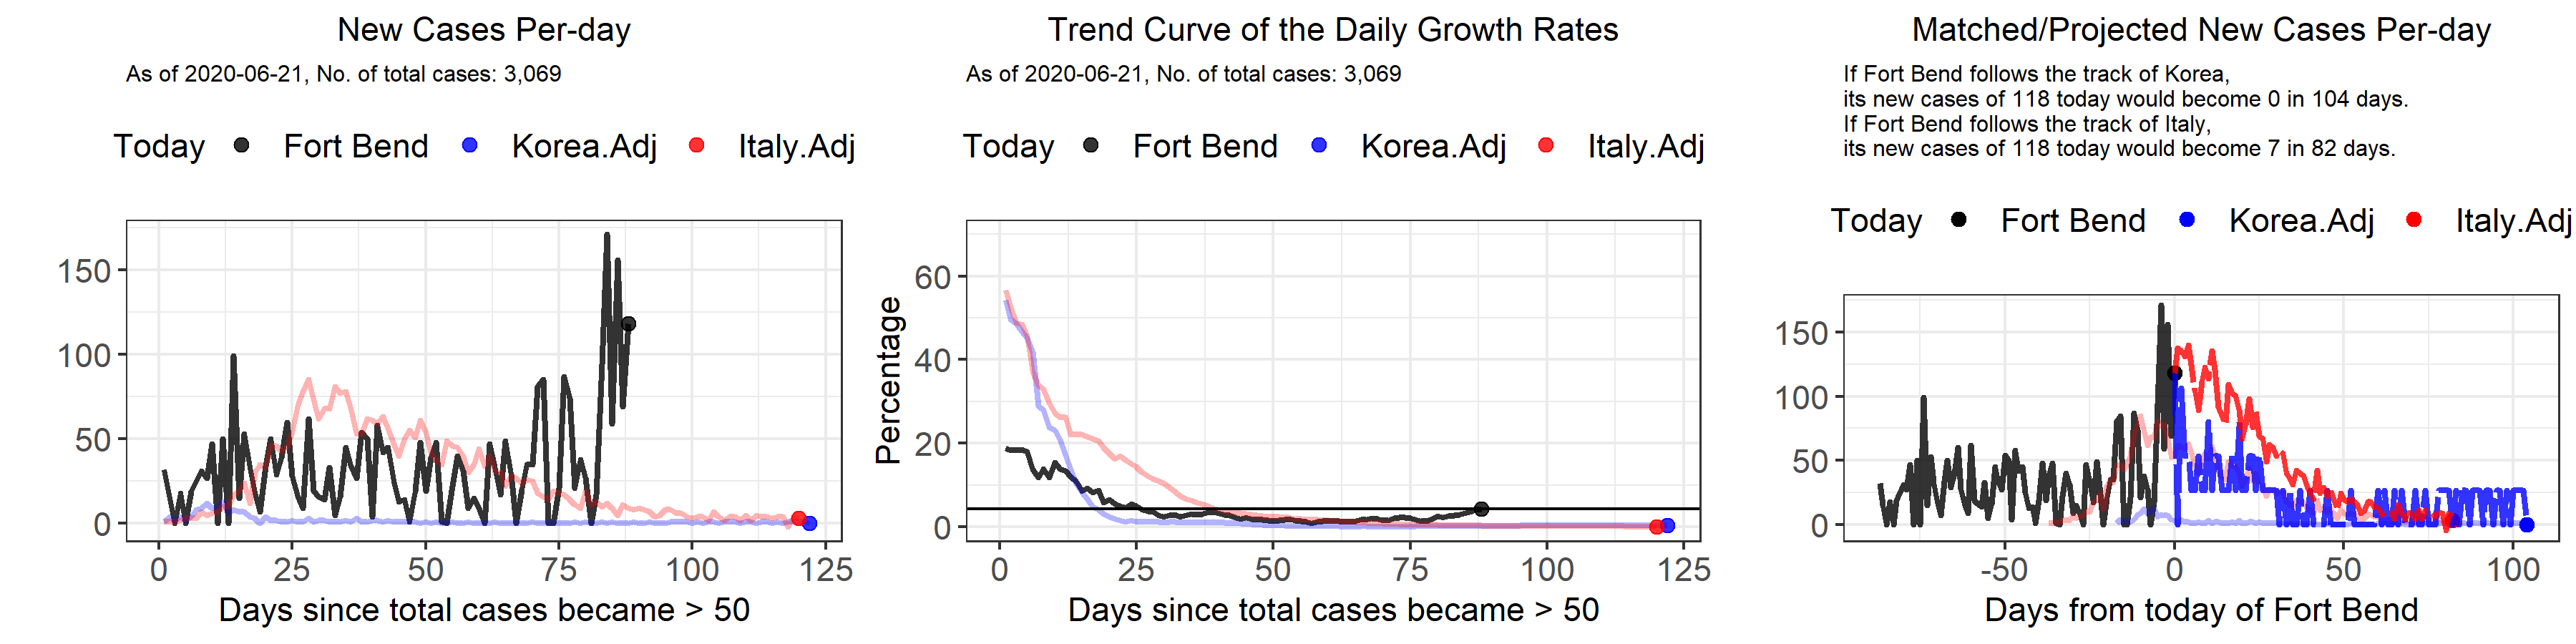 New Cases Per-day
As of 2020-06-21, No. of total cases: 3,069
Today Fort Bend Korea.Adj Italy.Adj
150
100
50
0
0 25 50 75 100 125
Days since total cases became > 50
Trend Curve of the Daily Growth Rates
As of 2020-06-21, No. of total cases: 3,069
Today Fort Bend Korea.Adj Italy.Adj
Percentage
60
40
20
0
0 25 50 75 100 125
Days since total cases became > 50
Matched/Projected New Cases Per-day
If Fort Bend follows the track of Korea,
its new cases of 118 today would become 0 in 104 days.
If Fort Bend follows the track of Italy,
its new cases of 118 today would become 7 in 82 days.
Today Fort Bend Korea.Adj Italy.Adj
150
100
50
0
-50 0 50 100
Days from today of Fort Bend